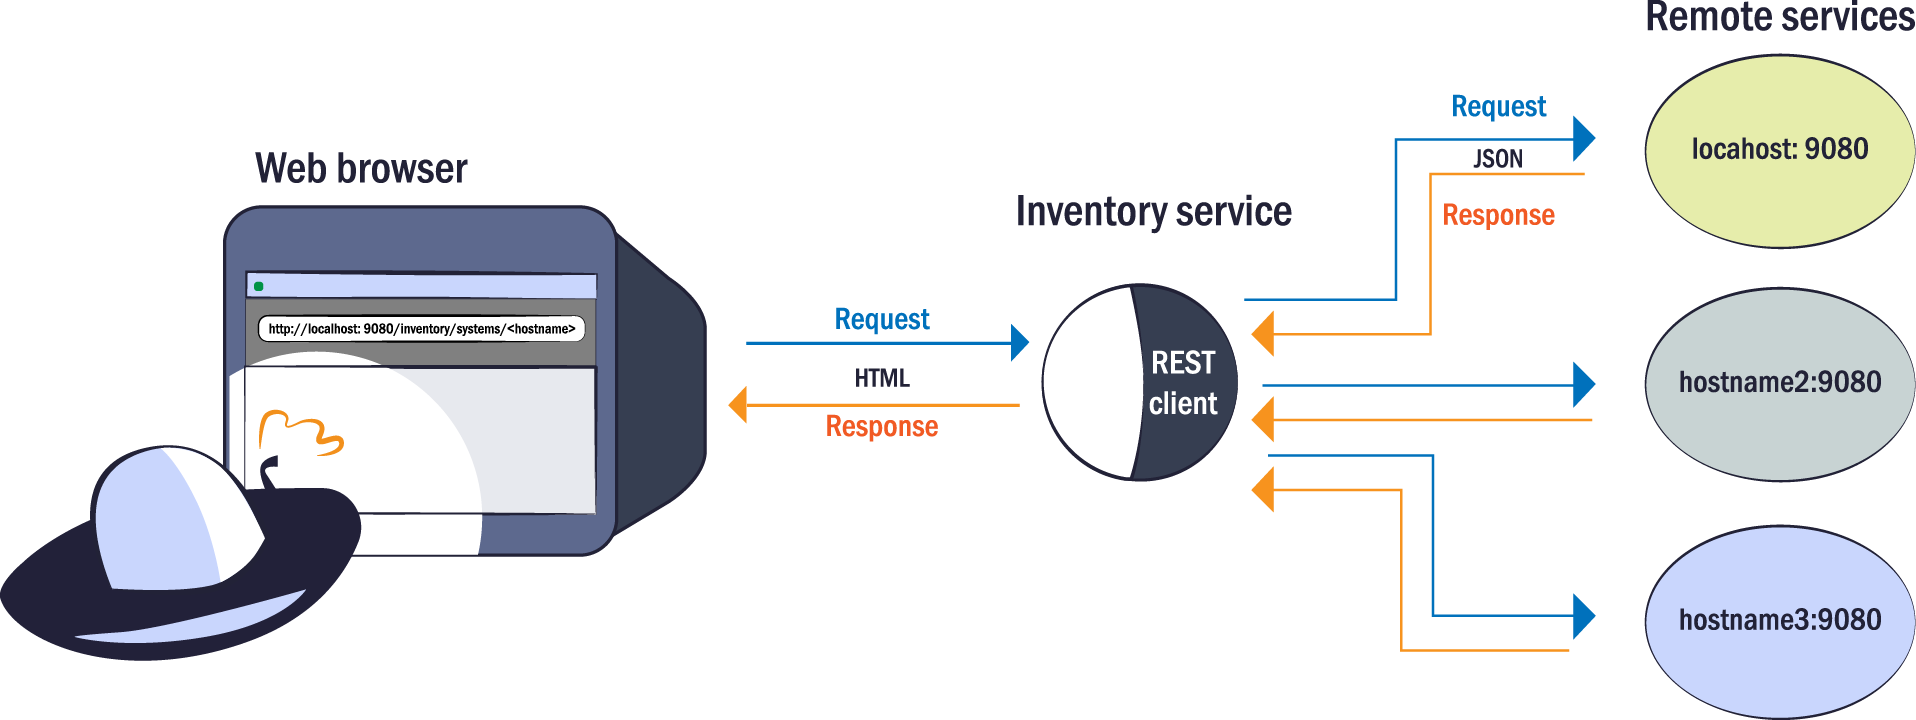 Remote services
Request
locahost: 9080
JSON
Response
Web browser
Inventory service
http://localhost: 9080/inventory/systems/<hostname>
Request
HTML
Response
REST
client
hostname2:9080
hostname3:9080